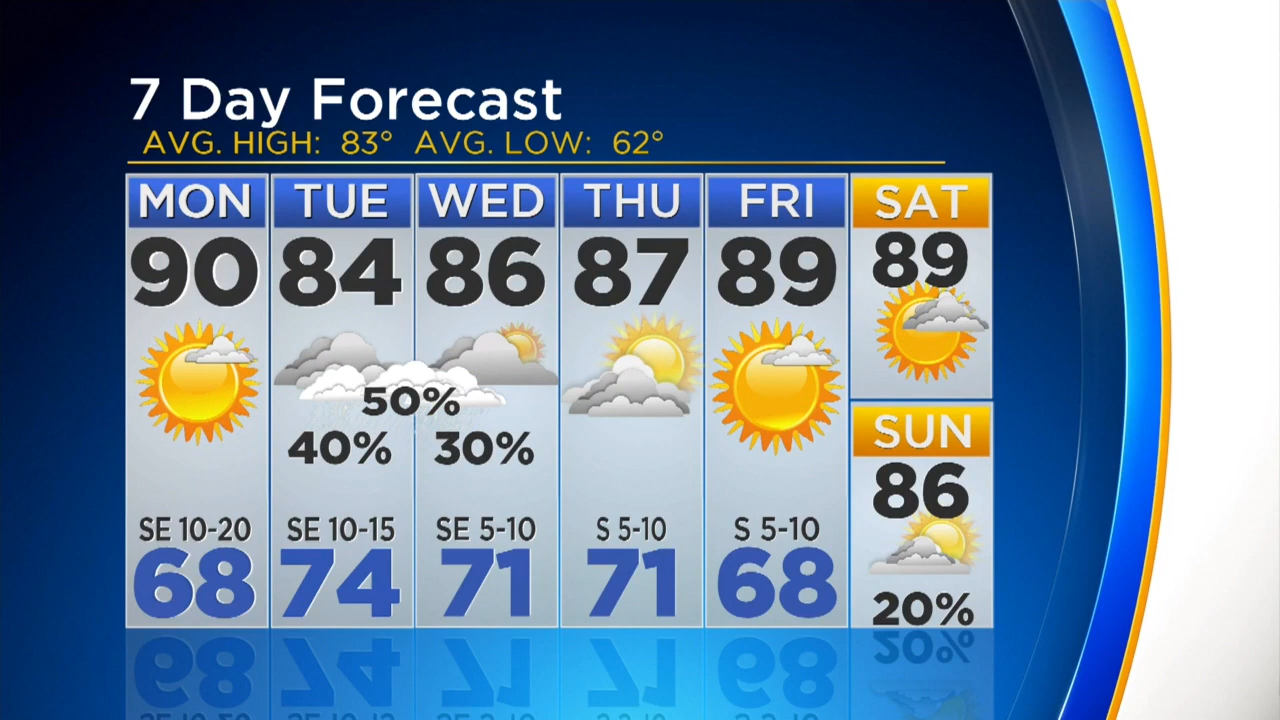 7 Day Forecast
AVG. HIGH: 83° AVG. LOW: 62°
MON TUE WED THU FRI SAT
90 84 86 87 89 89
SUN
86
50%
40% 30%
SE 10-20 SE 10-15 SE 5-10 S 5-10 S 5-10
68 74 71 71 68
20%